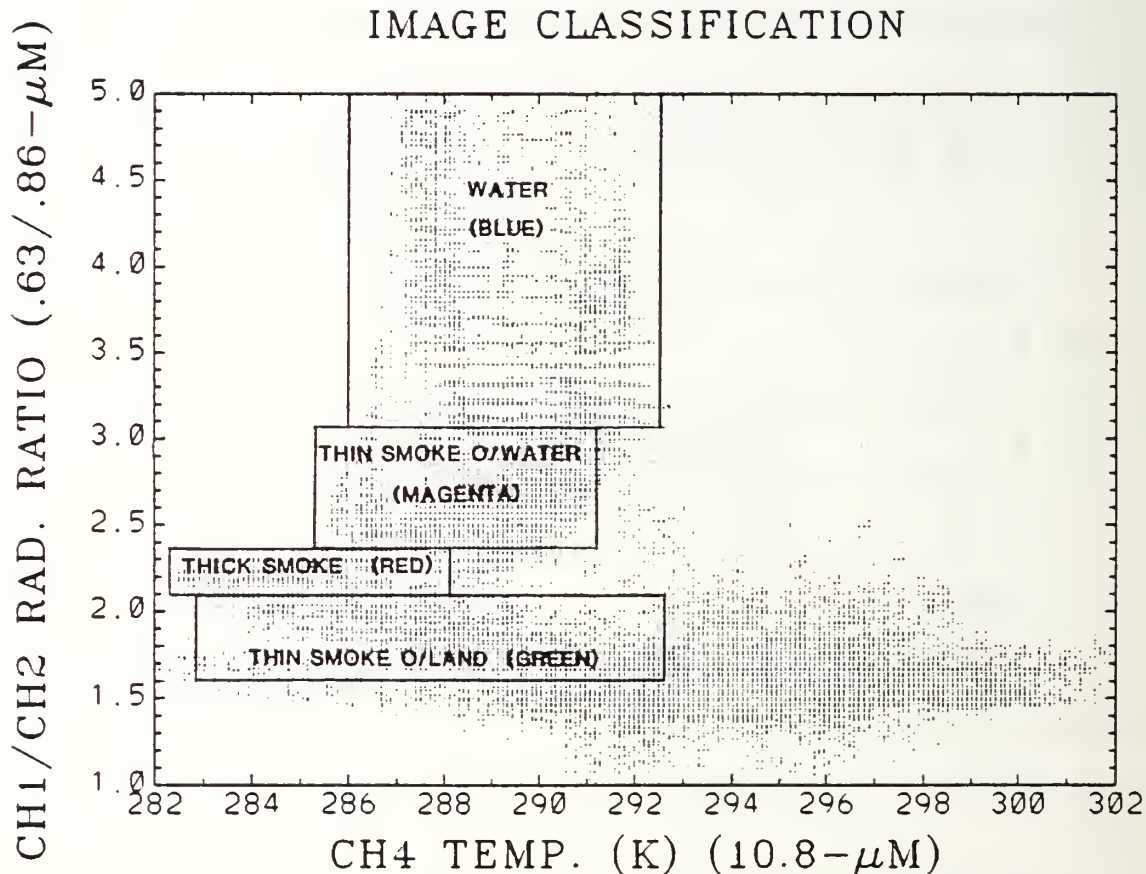 IMAGE CLASSIFICATION
CH1/CH2 RAD. RATIO (.63/.86-μM)
5.0
4.5
4.0
3.5
3.0
2.5
2.0
1.5
1.0
WATER
(BLUE)
THIN SMOKE O/WATER
(MAGENTA)
THICK SMOKE (RED)
THIN SMOKE O/LAND (GREEN)
282 284 286 288 290 292 294 296 298 300 302
CH4 TEMP. (K) (10.8-μM)